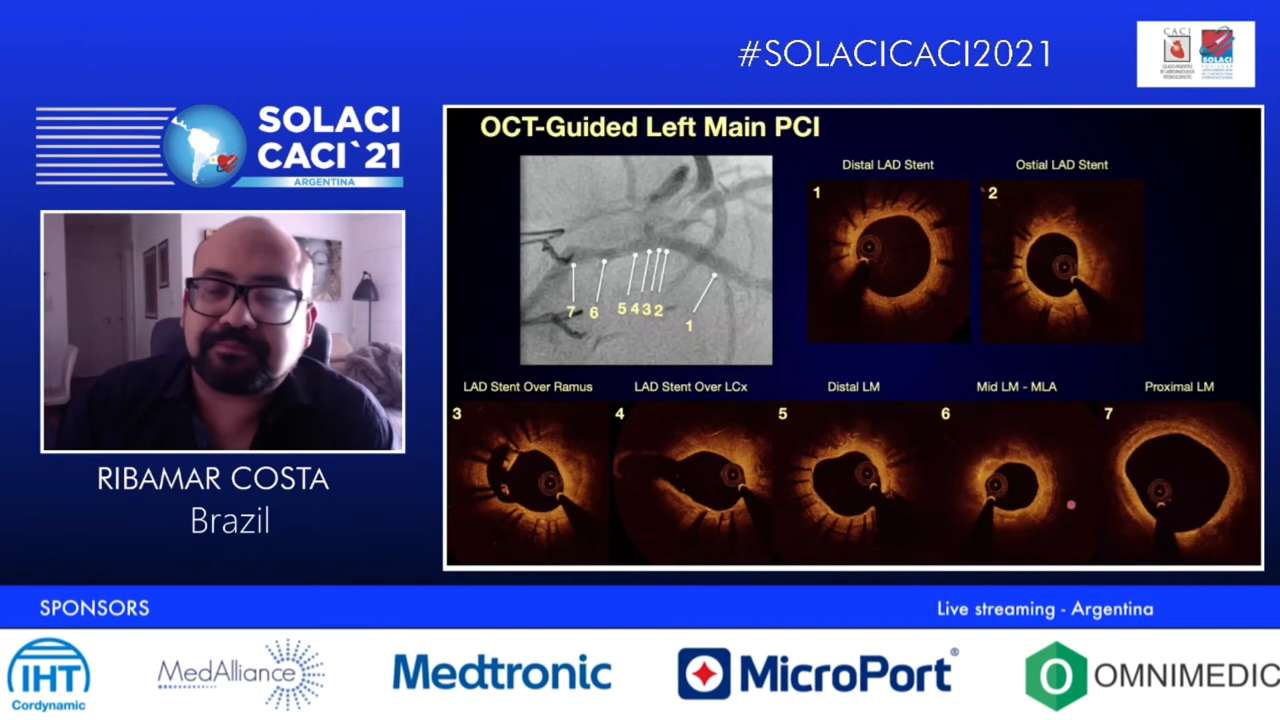 #SOLACICACI2021
CACI
SOLACI
SOLACI
CACI`21
ARGENTINA
OCT-Guided Left Main PCI
Distal LAD Stent
Ostial LAD Stent
1
2
7 6 5 4 3 2 1
LAD Stent Over Ramus
LAD Stent Over LCx
Distal LM
Mid LM - MLA
Proximal LM
3
4
5
6
7
RIBAMAR COSTA
Brazil
SPONSORS
Live streaming - Argentina
IHT
Cordynamic
MedAlliance
Medtronic
MicroPort®
OMNIMEDIC